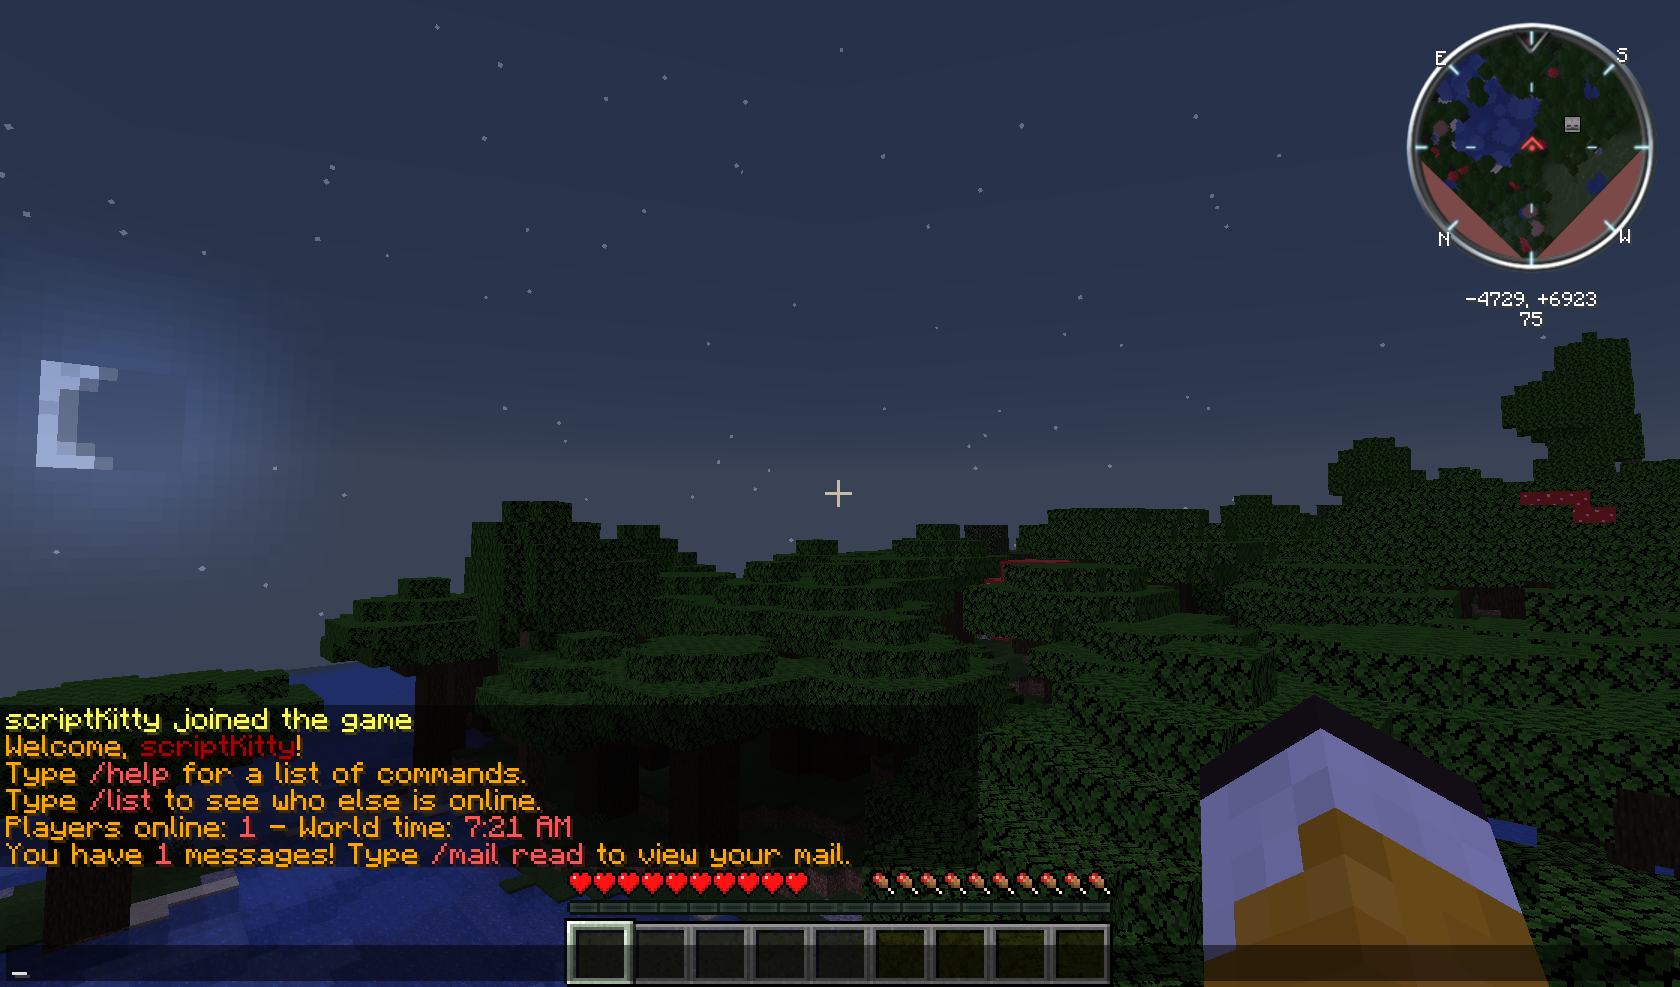 E S
N W
-4729, +6923
75
scriptKitty joined the game
Welcome, scriptKitty!
Type /help for a list of commands.
Type /list to see who else is online.
Players online: 1 - World time: 7:21 AM
You have 1 messages! Type /mail read to view your mail.
_